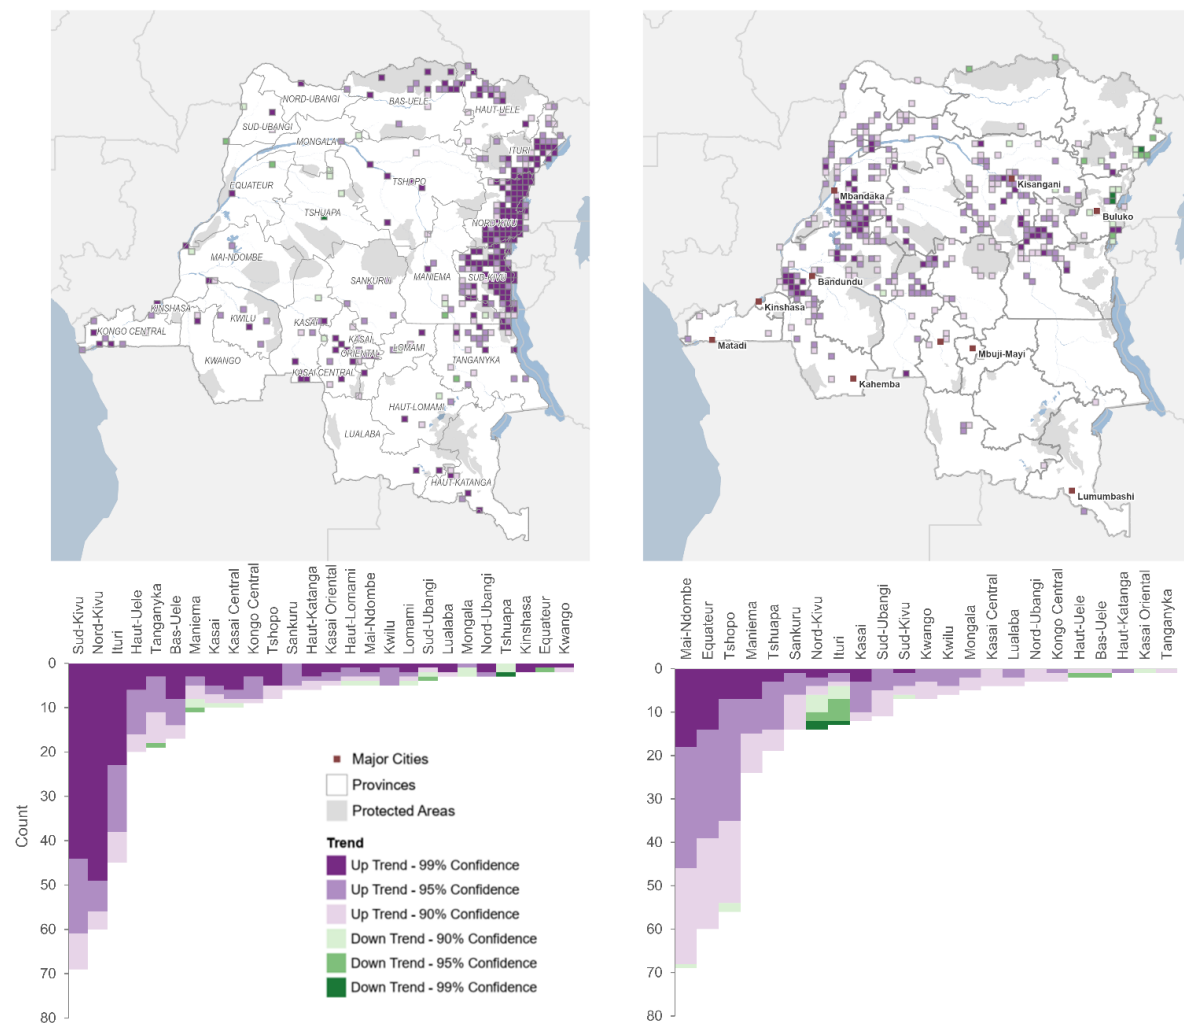 NORD-UBANGI
BAS-UELE
HAUT-UELE
SUD-UBANGI
MONGALA
ITURI
EQUATEUR
TSHOPO
TSHUAPA
NORD-KIVU
MAI-NDOMBE
SANKURU
MANIEMA
SUD-KIVU
KINSHASA
KONGO CENTRAL
KWILU
KASAI
KASAI
ORIENTAL
LOMAMI
KWANGO
KASAI CENTRAL
TANGANYKA
HAUT-LOMAMI
LUALABA
HAUT-KATANGA
Kisangani
Mbandaka
Buluko
Bandundu
Kinshasa
Matadi
Mbuji-Mayi
Kahemba
Lumumbashi
Sud-Kivu
Nord-Kivu
Ituri
Haut-Uele
Tanganyka
Bas-Uele
Maniema
Kasai
Kasai Central
Kongo Central
Tshopo
Sankuru
Haut-Katanga
Kasai Oriental
Haut-Lomami
Mai-Ndombe
Kwilu
Lomami
Sud-Ubangi
Lualaba
Mongala
Nord-Ubangi
Tshuapa
Kinshasa
Equateur
Kwango
0
10
20
30
40
50
60
70
80
Count
Major Cities
Provinces
Protected Areas
Trend
Up Trend - 99% Confidence
Up Trend - 95% Confidence
Up Trend - 90% Confidence
Down Trend - 90% Confidence
Down Trend - 95% Confidence
Down Trend - 99% Confidence
Mai-Ndombe
Equateur
Tshopo
Maniema
Tshuapa
Sankuru
Nord-Kivu
Ituri
Kasai
Sud-Ubangi
Sud-Kivu
Kwango
Kwilu
Mongala
Kasai Central
Lualaba
Nord-Ubangi
Kongo Central
Haut-Uele
Bas-Uele
Haut-Katanga
Kasai Oriental
Tanganyka
0
10
20
30
40
50
60
70
80